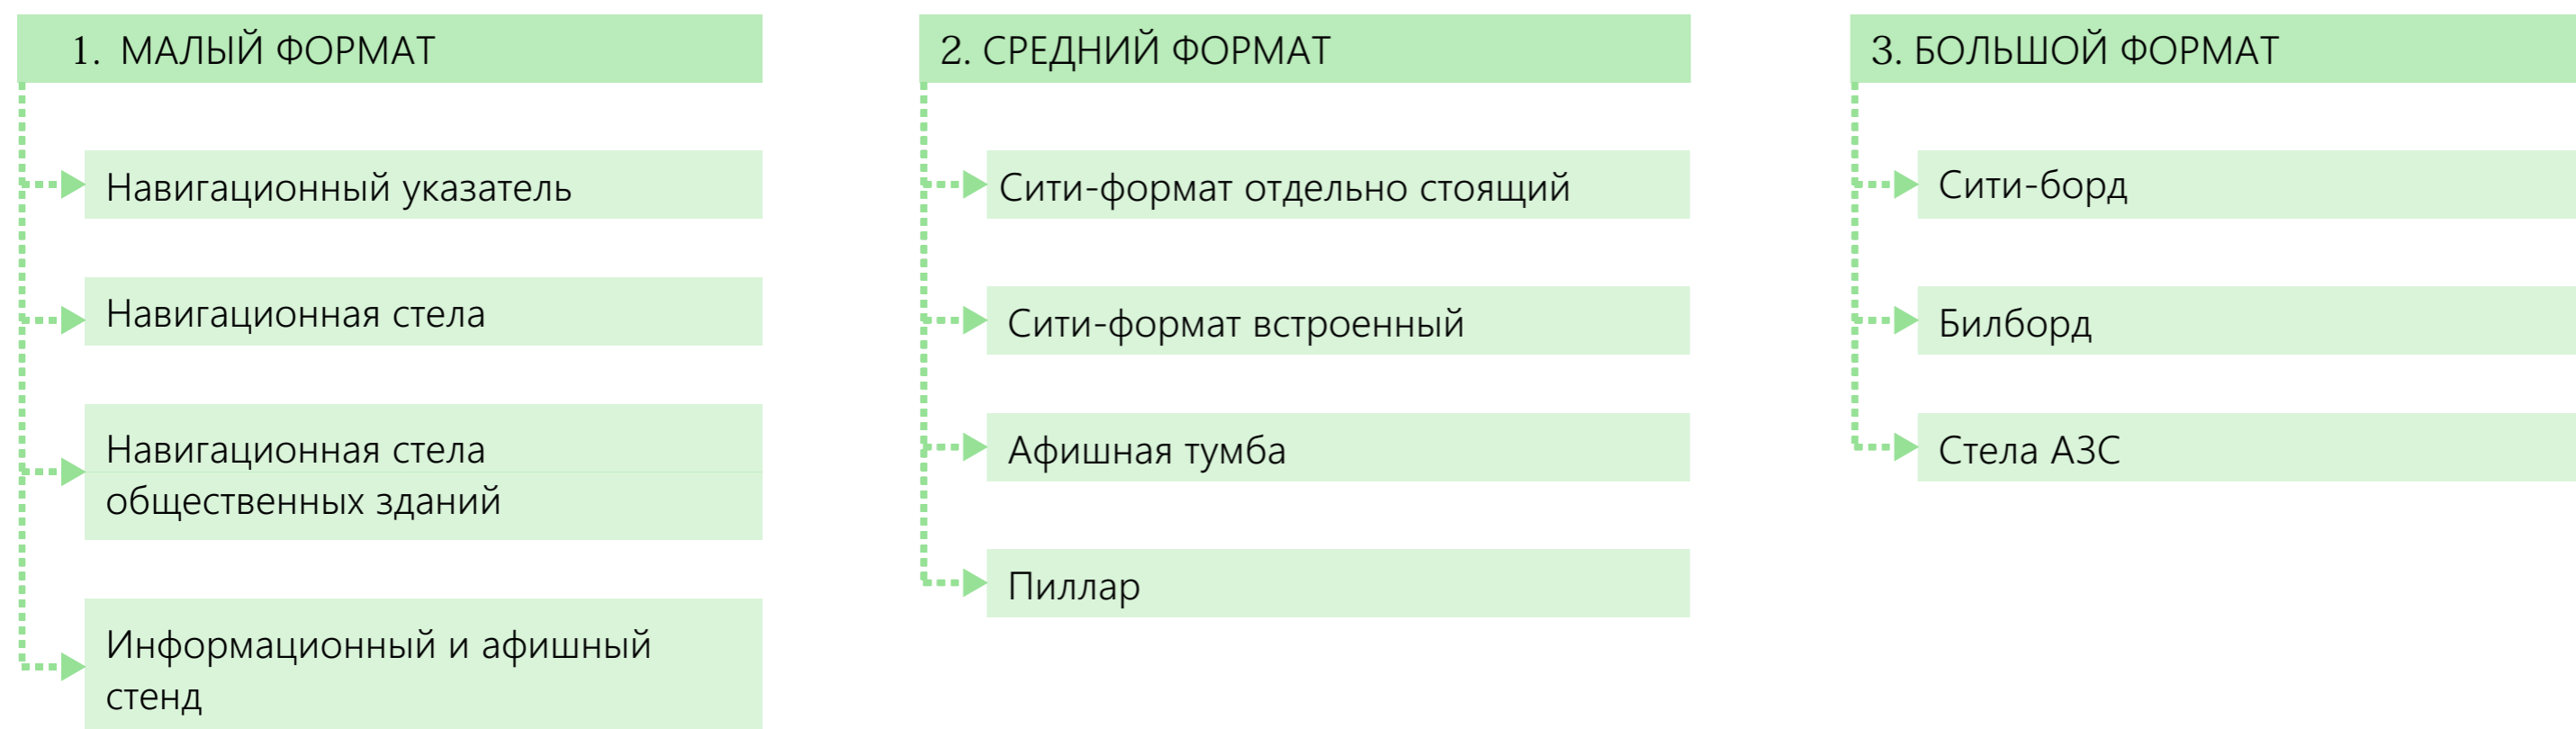 1. МАЛЫЙ ФОРМАТ
Навигационный указатель
Навигационная стела
Навигационная стела
общественных зданий
Информационный и афишный
стенд
2. СРЕДНИЙ ФОРМАТ
Сити-формат отдельно стоящий
Сити-формат встроенный
Афишная тумба
Пиллар
3. БОЛЬШОЙ ФОРМАТ
Сити-борд
Билборд
Стела АЗС